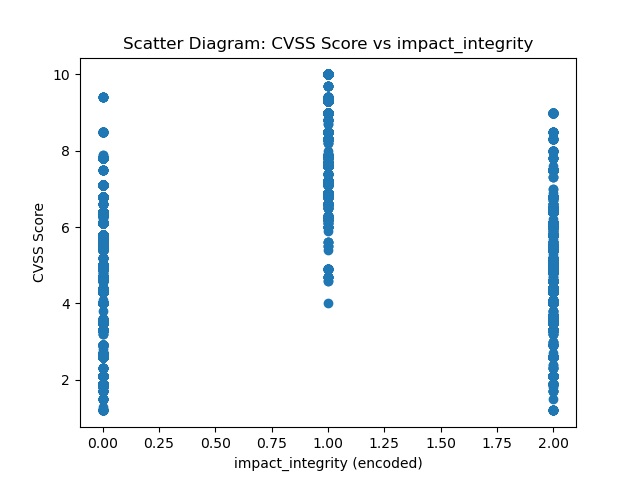 Scatter Diagram: CVSS Score vs impact_integrity
CVSS Score
10
8
6
4
2
0.00 0.25 0.50 0.75 1.00 1.25 1.50 1.75 2.00
impact_integrity (encoded)